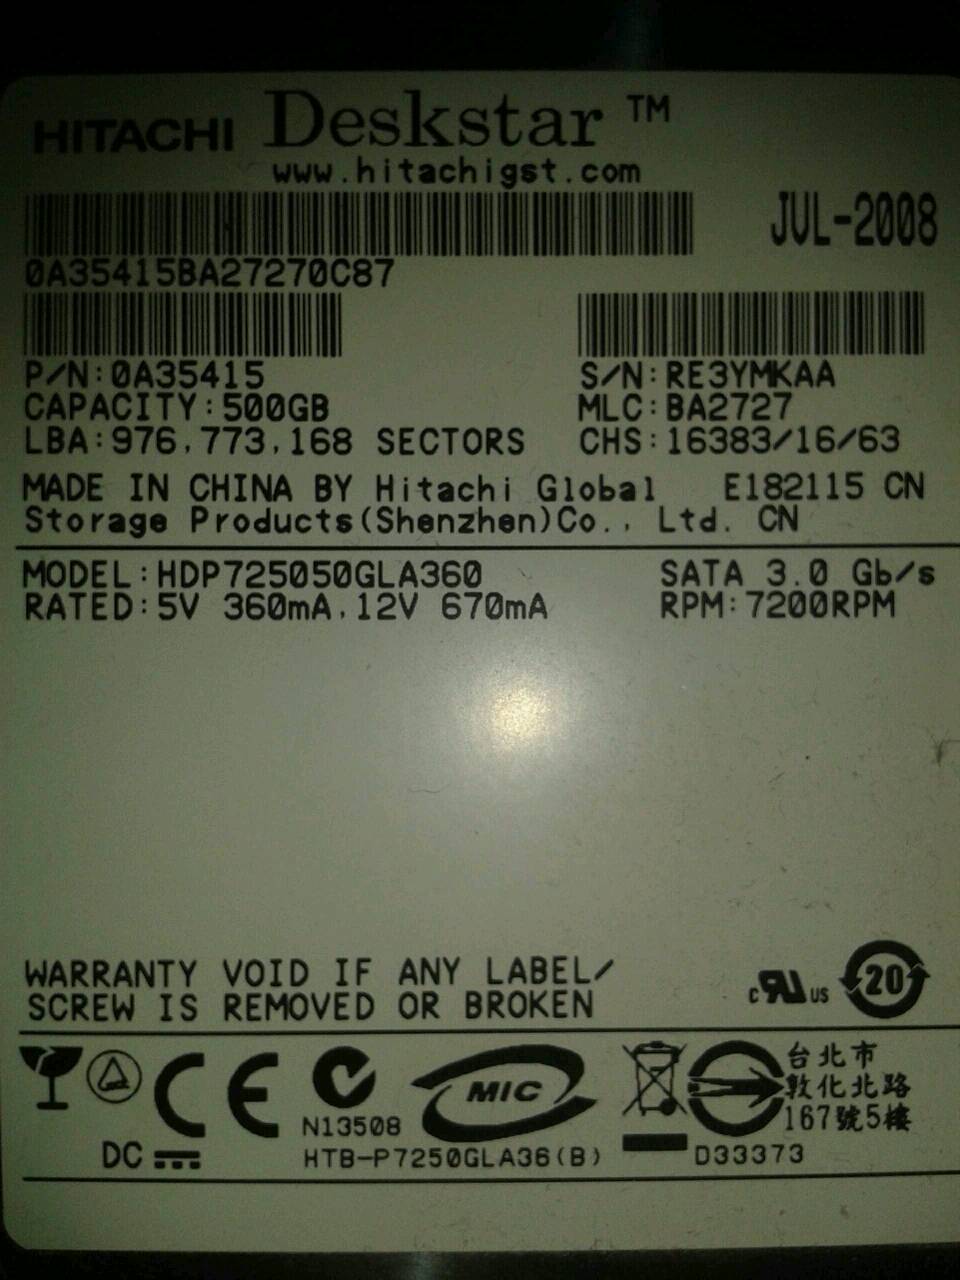 HITACHI Deskstar ™
www.hitachigst.com
JUL-2008
0A35415BA27270C87
P/N:0A35415 S/N:RE3YMKAA
CAPACITY:500GB MLC:BA2727
LBA:976,773,168 SECTORS CHS:16383/16/63
MADE IN CHINA BY Hitachi Global E182115 CN
Storage Products(Shenzhen)Co., Ltd. CN
MODEL:HDP725050GLA360 SATA 3.0 Gb/s
RATED:5V 360mA,12V 670mA RPM:7200RPM
WARRANTY VOID IF ANY LABEL/
SCREW IS REMOVED OR BROKEN
c RU US 20
CE MIC
台北市
敦化北路
167號5樓
N13508
DC HTB-P7250GLA36(B) D33373